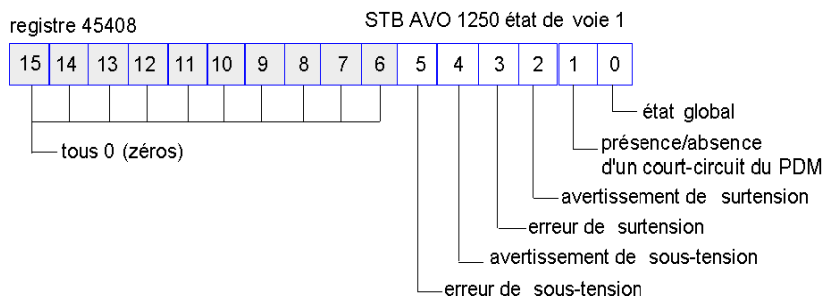 STB AVO 1250 état de voie 1
registre 45408
15 14 13 12 11 10 9 8 7 6 5 4 3 2 1 0
état global
tous 0 (zéros)
présence/absence
d'un court-circuit du PDM
avertissement de surtension
erreur de surtension
avertissement de sous-tension
erreur de sous-tension